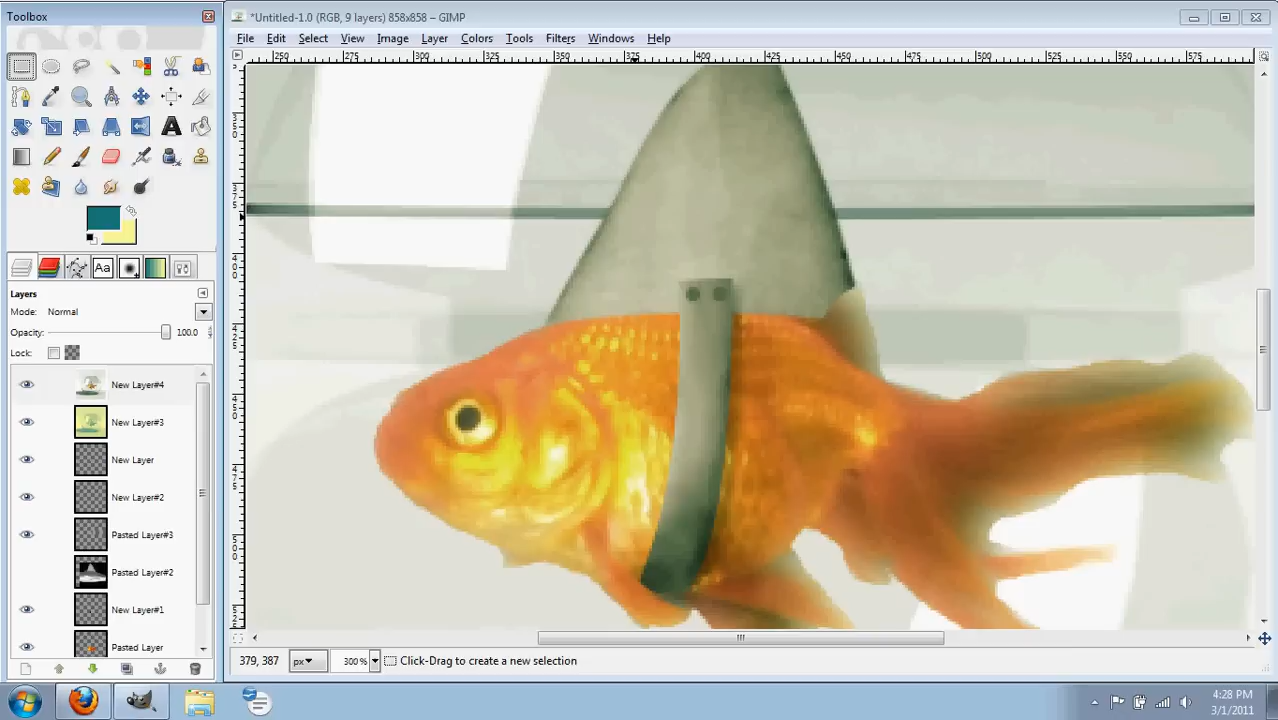 Toolbox
*Untitled-1.0 (RGB, 9 layers) 858x858 – GIMP
File Edit Select View Image Layer Colors Tools Filters Windows Help
250 275 300 325 350 375 400 425 450 475 500 525 550 575
Aa
Layers
Mode: Normal
Opacity: 100.0
Lock:
New Layer#4
New Layer#3
New Layer
New Layer#2
Pasted Layer#3
Pasted Layer#2
New Layer#1
Pasted Layer
379, 387 px 300% Click-Drag to create a new selection
4:28 PM
3/1/2011